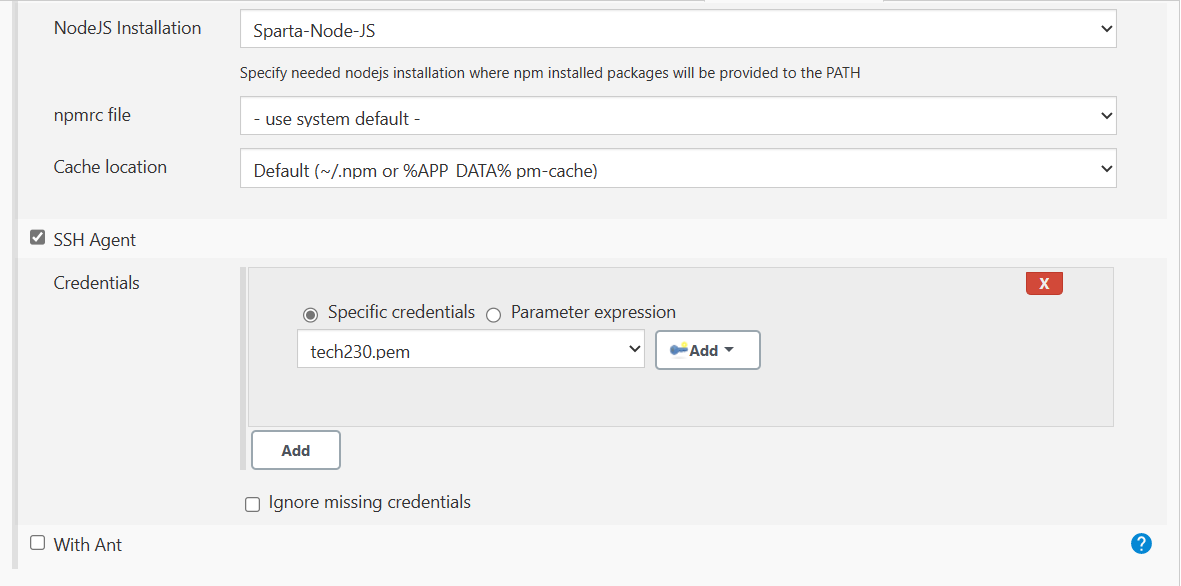 NodeJS Installation
Sparta-Node-JS
Specify needed nodejs installation where npm installed packages will be provided to the PATH
npmrc file
- use system default -
Cache location
Default (~/.npm or %APP_DATA% pm-cache)
SSH Agent
Credentials
X
Specific credentials Parameter expression
tech230.pem
Add
Add
Ignore missing credentials
With Ant
?